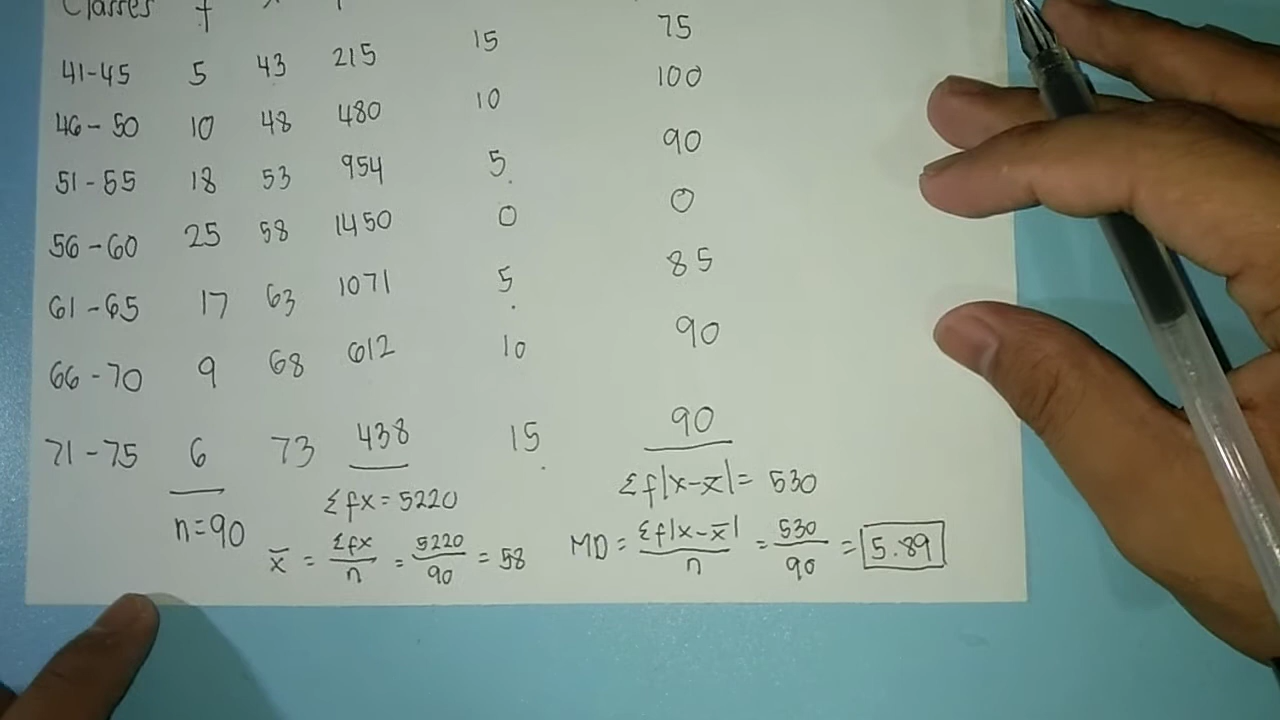 Classes f
41-45 5 43 215 15 75
46-50 10 48 480 10 100
51-55 18 53 954 5 90
56-60 25 58 1450 0 0
61-65 17 63 1071 5 85
66-70 9 68 612 10 90
71-75 6 73 438 15 90
n=90 Σfx = 5220 Σf|x-x̄| = 530
x̄ = Σfx/n = 5220/90 = 58 MD = Σf|x-x̄|/n = 530/90 = 5.89